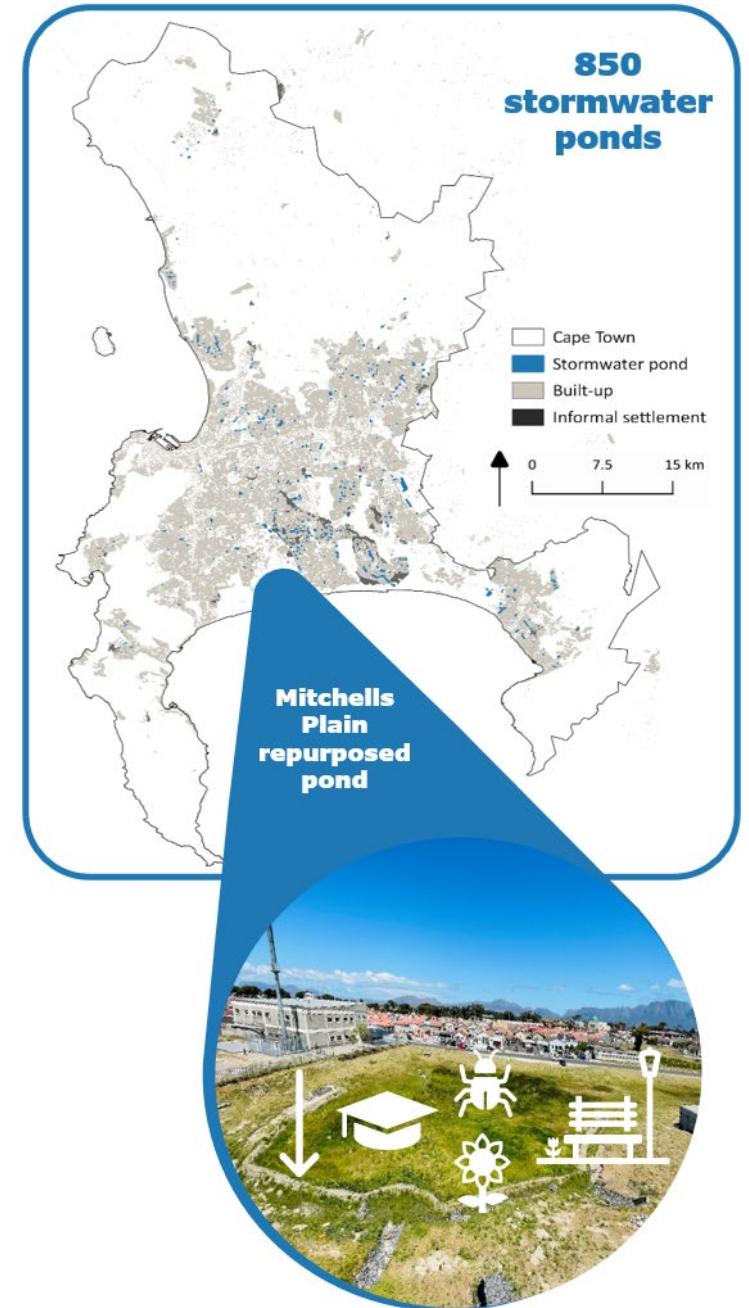 850
stormwater
ponds
Cape Town
Stormwater pond
Built-up
Informal settlement
0 7.5 15 km
Mitchells
Plain
repurposed
pond